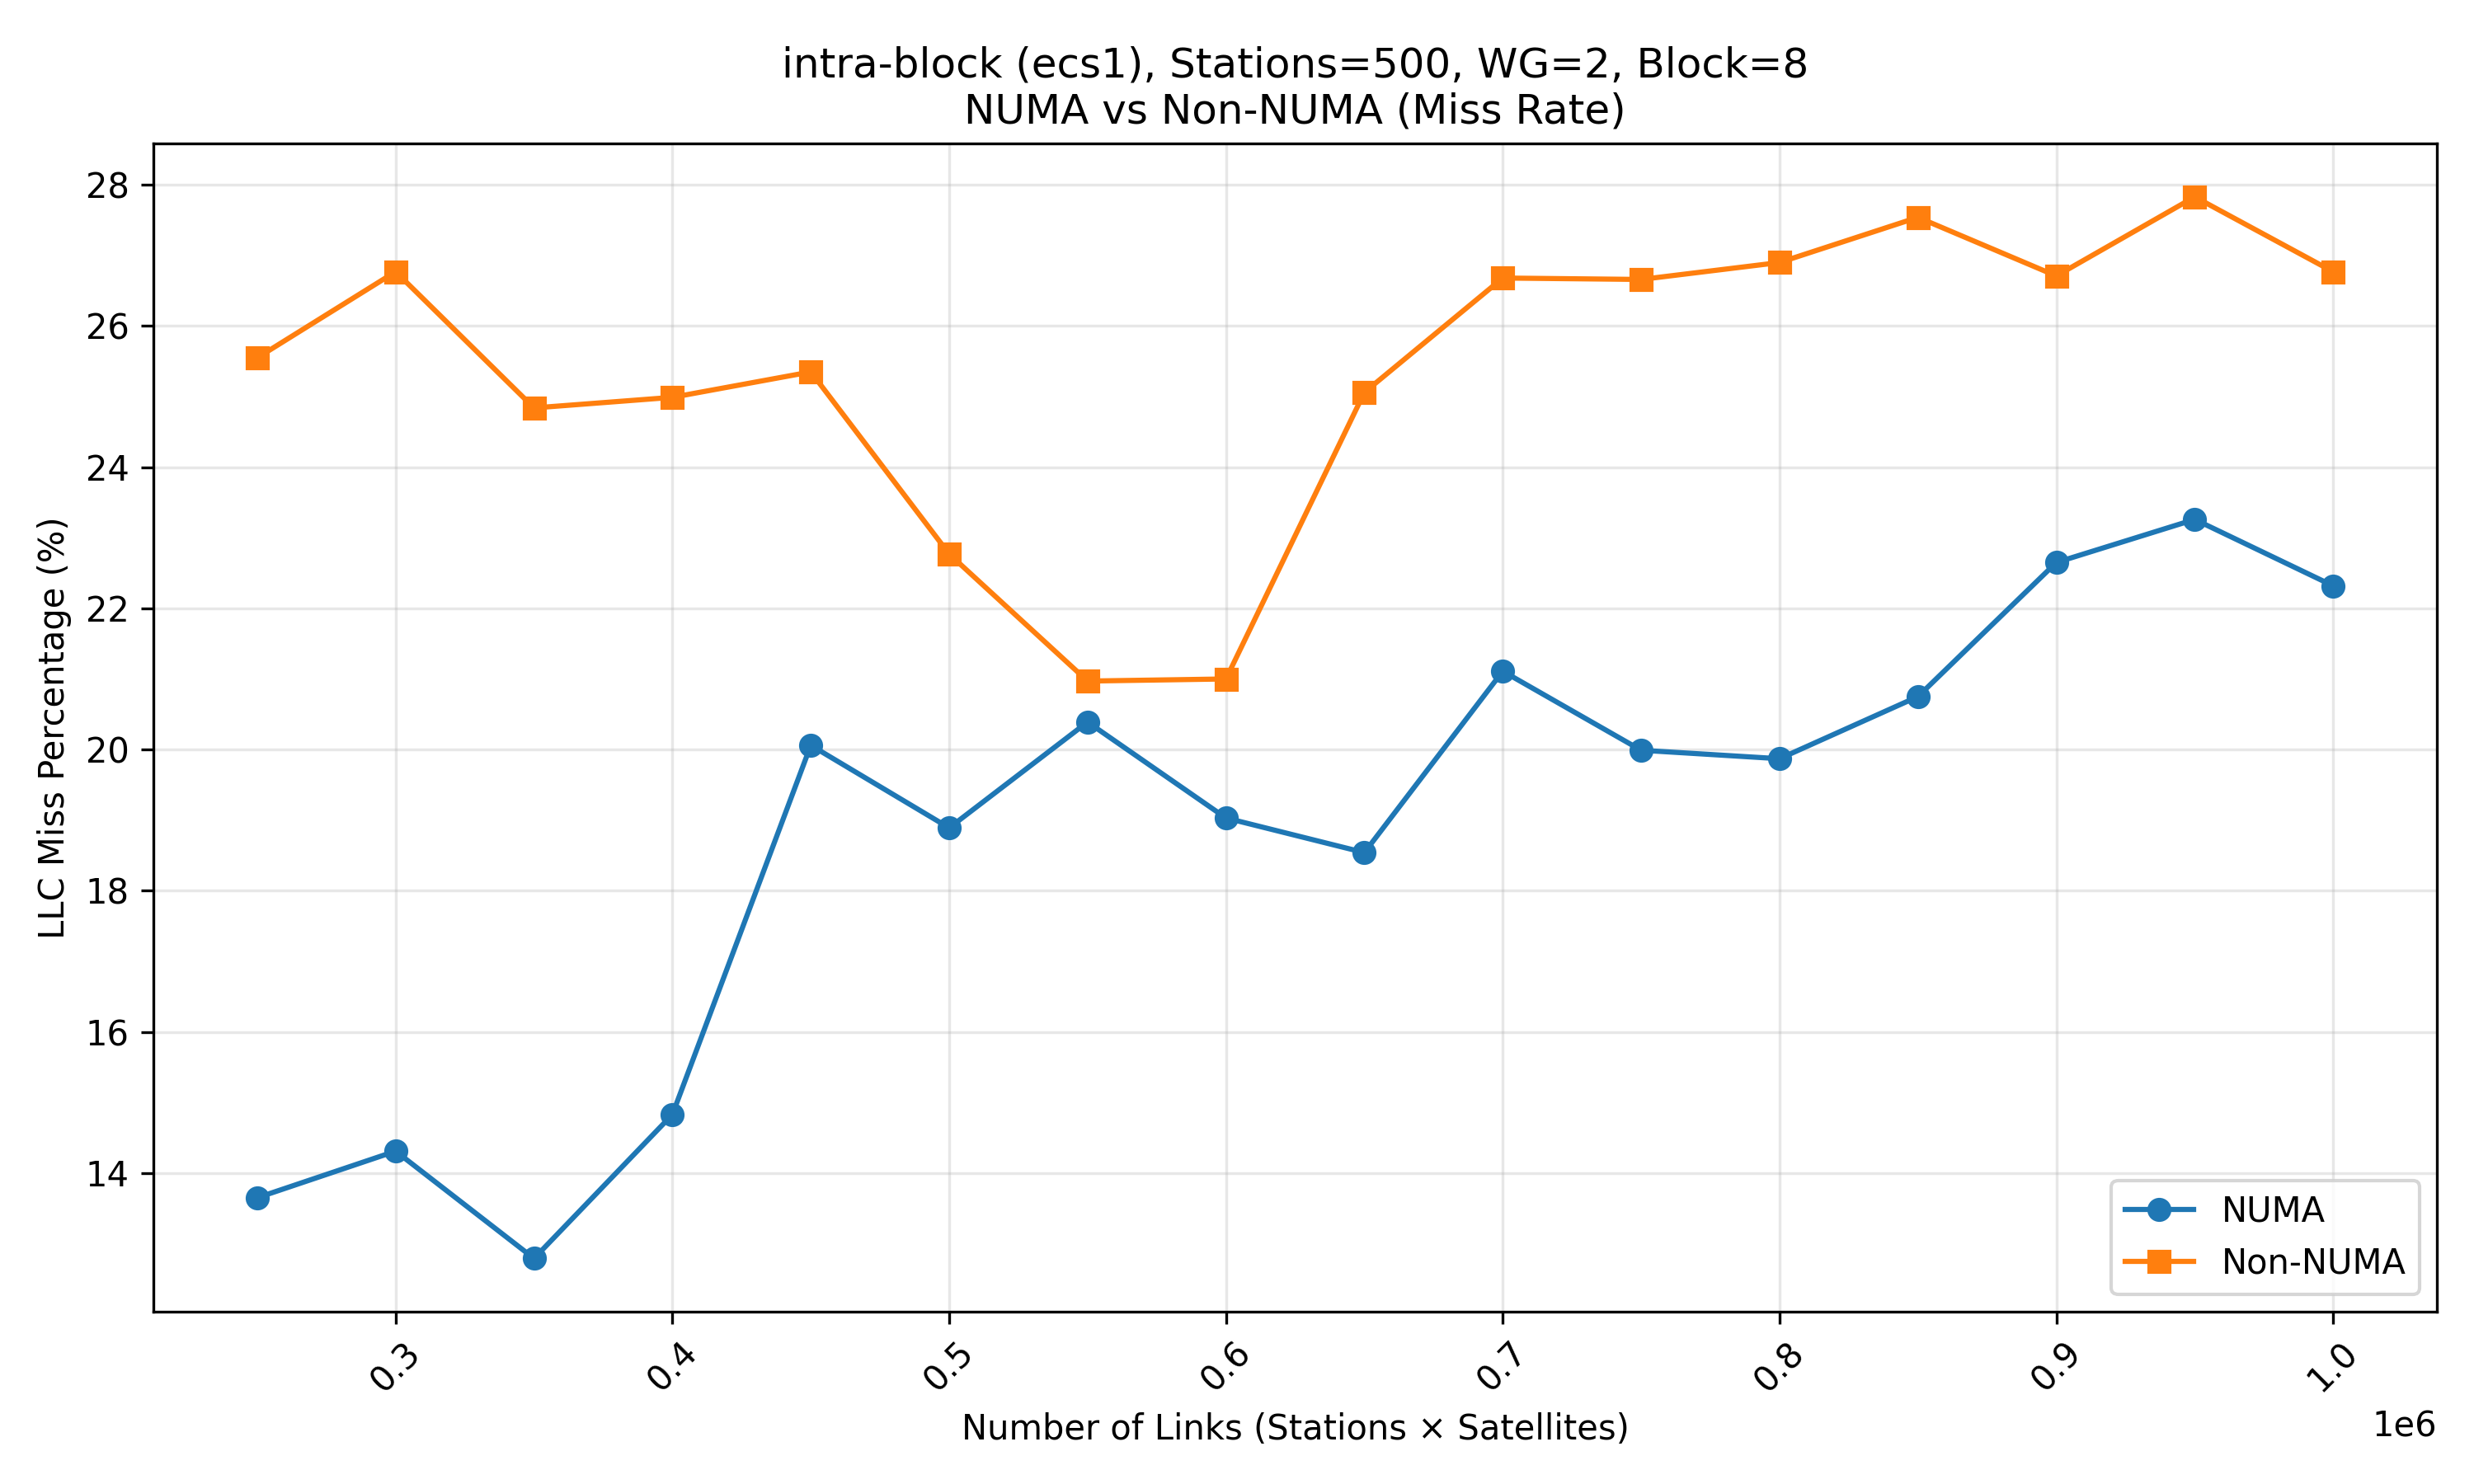 intra-block (ecs1), Stations=500, WG=2, Block=8
NUMA vs Non-NUMA (Miss Rate)
LLC Miss Percentage (%)
28
26
24
22
20
18
16
14
NUMA
Non-NUMA
0.3
0.4
0.5
0.6
0.7
0.8
0.9
1.0
1e6
Number of Links (Stations × Satellites)